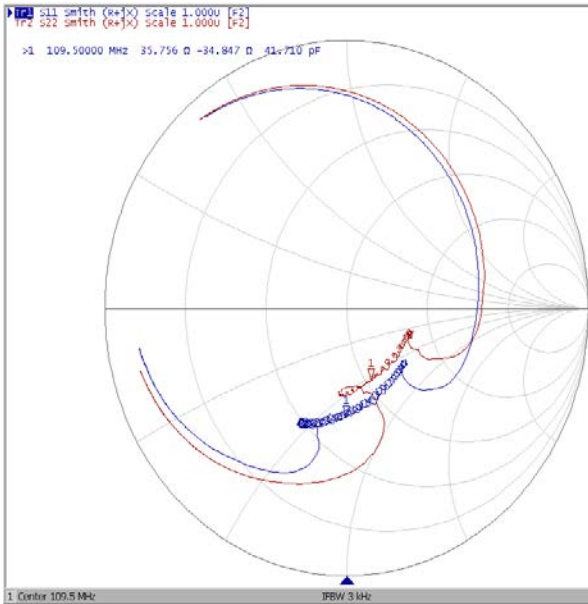 Tr1 S11 Smith (R+jX) Scale 1.000U [F2]
Tr2 S22 Smith (R+jX) Scale 1.000U [F2]
>1 109.50000 MHz 35.756 Ω -34.847 Ω 41.710 pF
1
1
1 Center 109.5 MHz IFBW 3 kHz